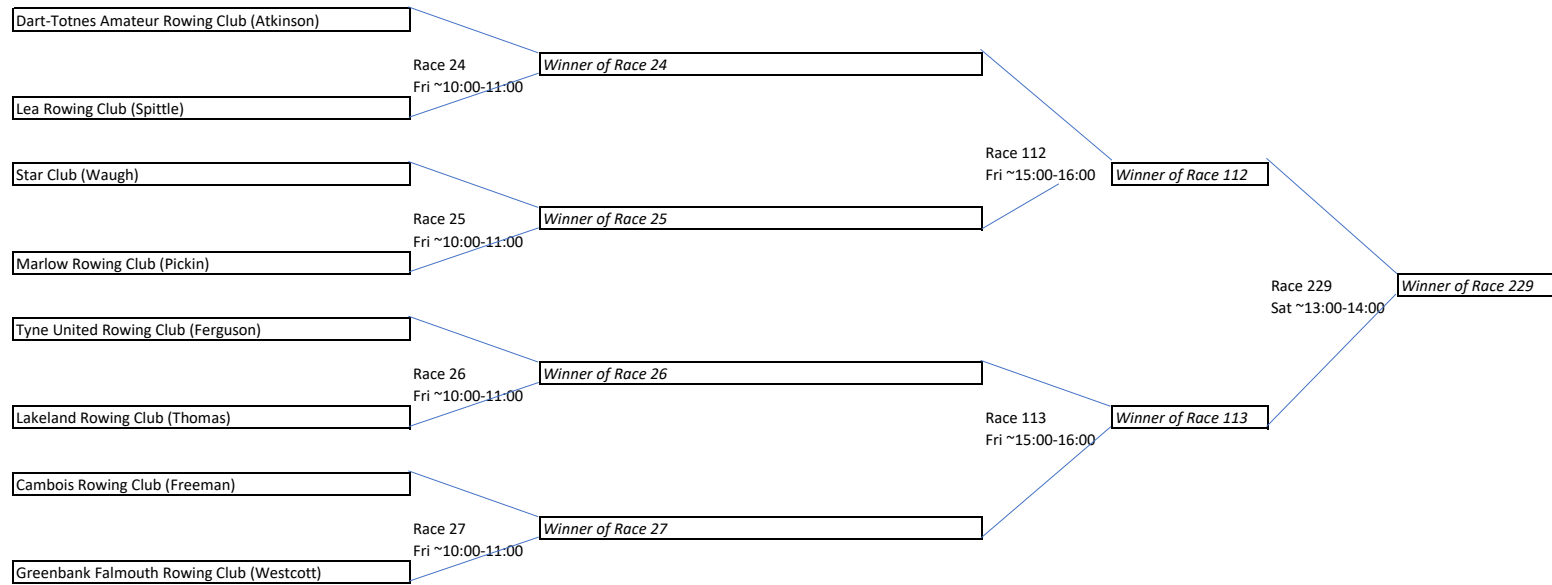 Dart-Totnes Amateur Rowing Club (Atkinson)
Race 24
Fri ~10:00-11:00
Winner of Race 24
Lea Rowing Club (Spittle)
Race 112
Fri ~15:00-16:00
Winner of Race 112
Star Club (Waugh)
Race 25
Fri ~10:00-11:00
Winner of Race 25
Marlow Rowing Club (Pickin)
Race 229
Sat ~13:00-14:00
Winner of Race 229
Tyne United Rowing Club (Ferguson)
Race 26
Fri ~10:00-11:00
Winner of Race 26
Lakeland Rowing Club (Thomas)
Race 113
Fri ~15:00-16:00
Winner of Race 113
Cambois Rowing Club (Freeman)
Race 27
Fri ~10:00-11:00
Winner of Race 27
Greenbank Falmouth Rowing Club (Westcott)